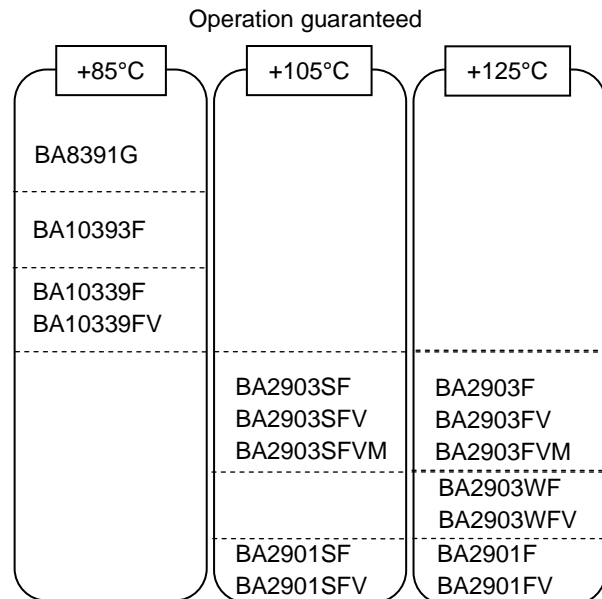 Operation guaranteed
+85°C
+105°C
+125°C
BA8391G
BA10393F
BA10339F
BA10339FV
BA2903SF
BA2903SFV
BA2903SFVM
BA2903F
BA2903FV
BA2903FVM
BA2903WF
BA2903WFV
BA2901SF
BA2901SFV
BA2901F
BA2901FV